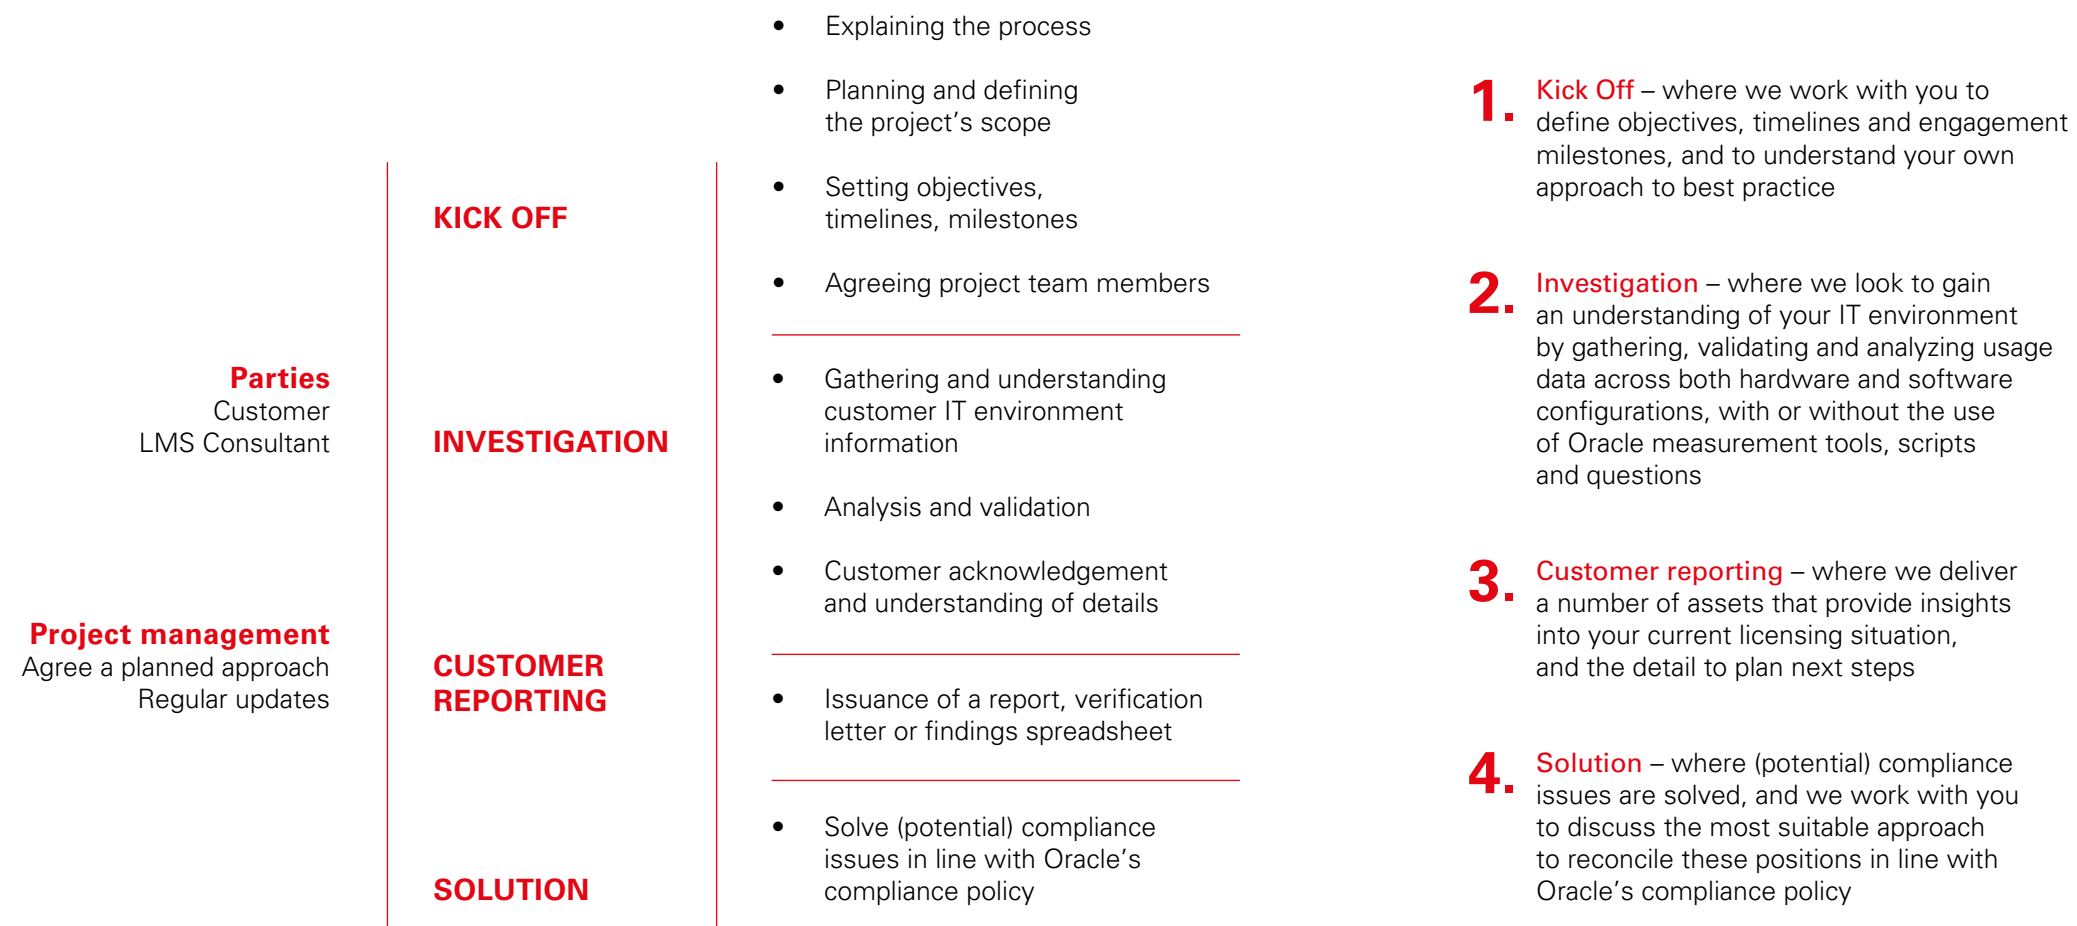 Parties
Customer
LMS Consultant
Project management
Agree a planned approach
Regular updates
KICK OFF
INVESTIGATION
CUSTOMER
REPORTING
SOLUTION
• Explaining the process
• Planning and defining
the project’s scope
• Setting objectives,
timelines, milestones
• Agreeing project team members
• Gathering and understanding
customer IT environment
information
• Analysis and validation
• Customer acknowledgement
and understanding of details
• Issuance of a report, verification
letter or findings spreadsheet
• Solve (potential) compliance
issues in line with Oracle’s
compliance policy
1. Kick Off – where we work with you to
define objectives, timelines and engagement
milestones, and to understand your own
approach to best practice
2. Investigation – where we look to gain
an understanding of your IT environment
by gathering, validating and analyzing usage
data across both hardware and software
configurations, with or without the use
of Oracle measurement tools, scripts
and questions
3. Customer reporting – where we deliver
a number of assets that provide insights
into your current licensing situation,
and the detail to plan next steps
4. Solution – where (potential) compliance
issues are solved, and we work with you
to discuss the most suitable approach
to reconcile these positions in line with
Oracle’s compliance policy